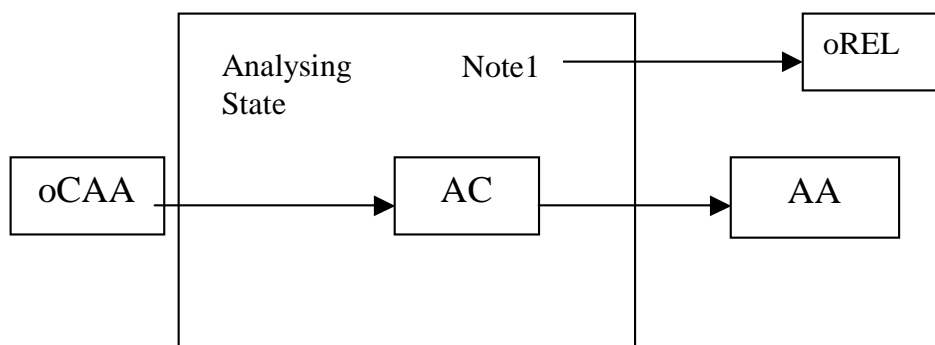 oREL
Analysing Note1
State
oCAA
AC
AA